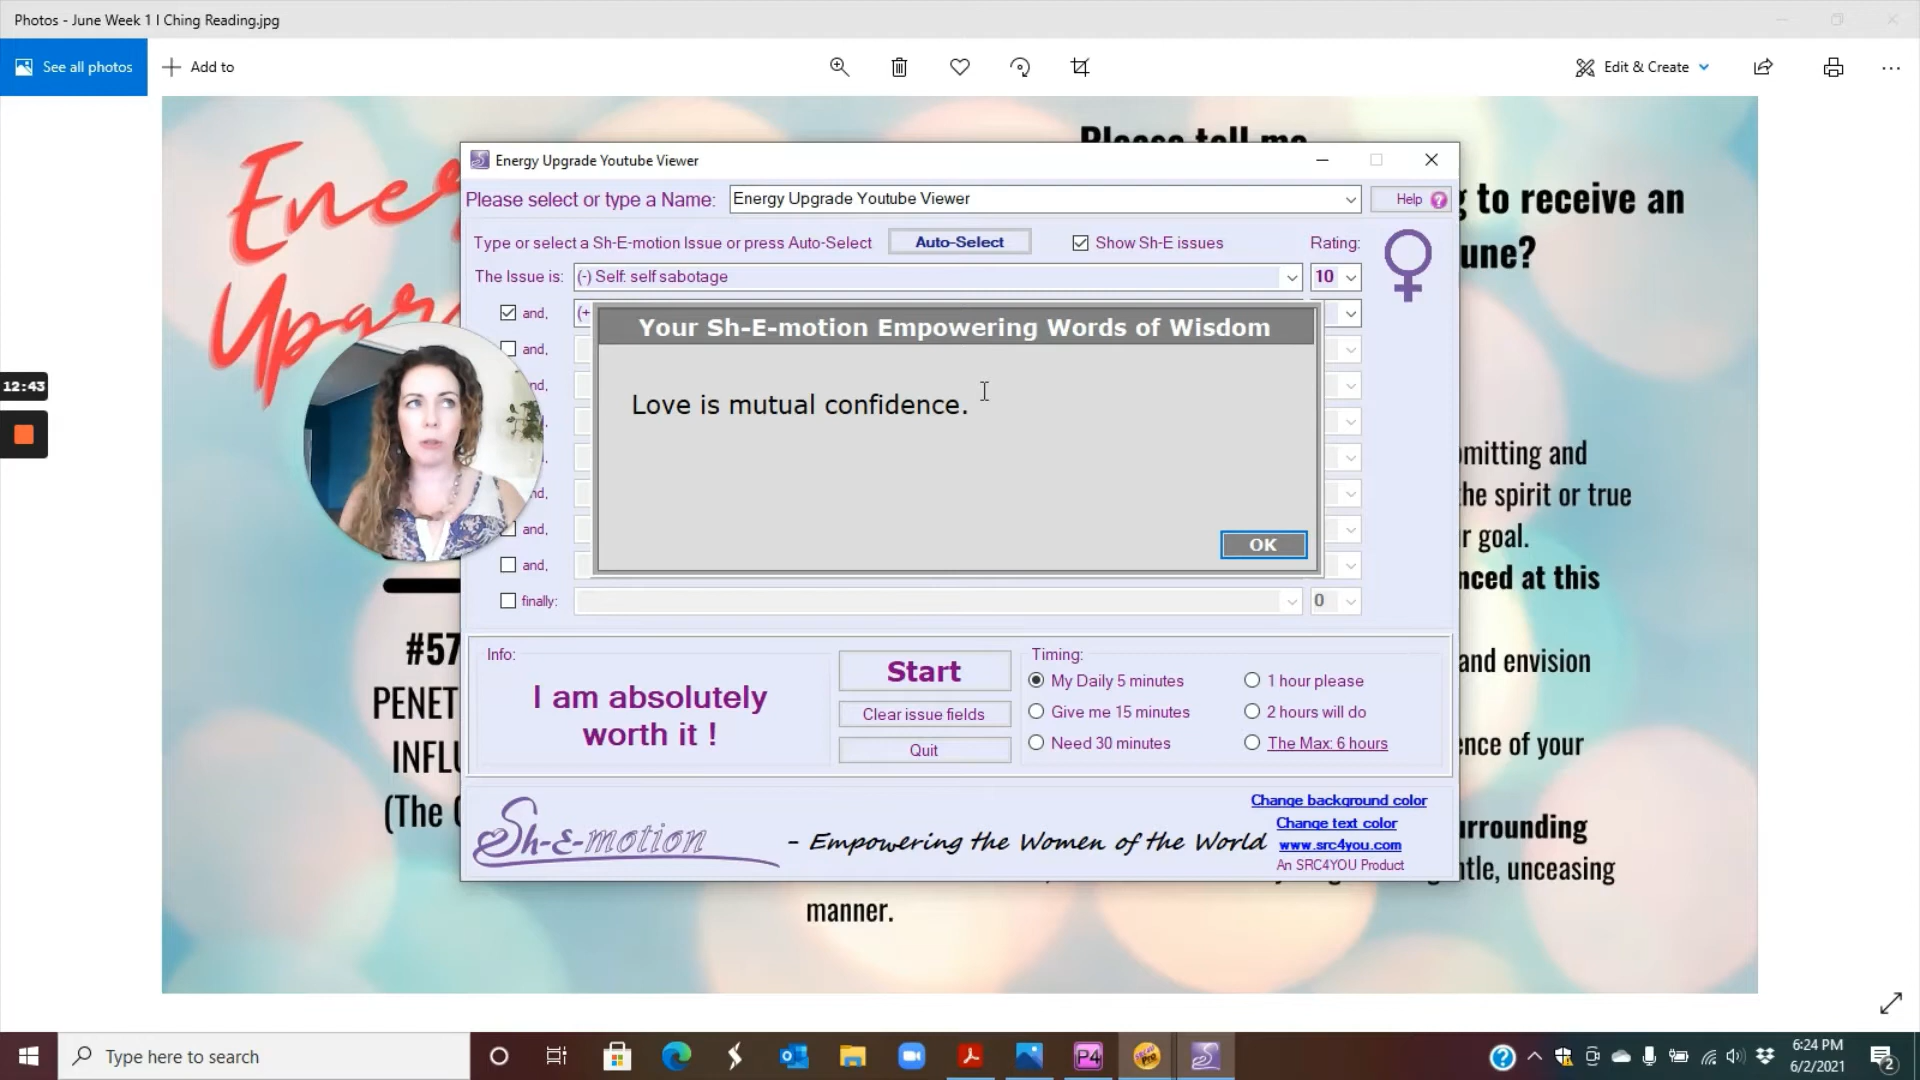 Photos - June Week 1 I Ching Reading.jpg
See all photos
Add to
Edit & Create
Please tell me
Energy Upgrade Youtube Viewer
Please select or type a Name: Energy Upgrade Youtube Viewer
Help
to receive an
Type or select a Sh-E-motion Issue or press Auto-Select
Auto-Select
Show Sh-E issues
Rating:
The Issue is: (-) Self: self sabotage 10
and, (+
Your Sh-E-motion Empowering Words of Wisdom
and,
12:43
Love is mutual confidence.
OK
and,
and,
finally: 0
mitting and
the spirit or true
goal.
at this
#57
and envision
Info:
I am absolutely
worth it !
Start
Clear issue fields
Quit
Timing:
My Daily 5 minutes
1 hour please
Give me 15 minutes
2 hours will do
Need 30 minutes
The Max: 6 hours
of your
(The
Sh-E-motion
- Empowering the Women of the World
Change background color
Change text color
www.src4you.com
An SRC4YOU Product
unceasing
manner.
Type here to search
P4
6:24 PM
6/2/2021
2